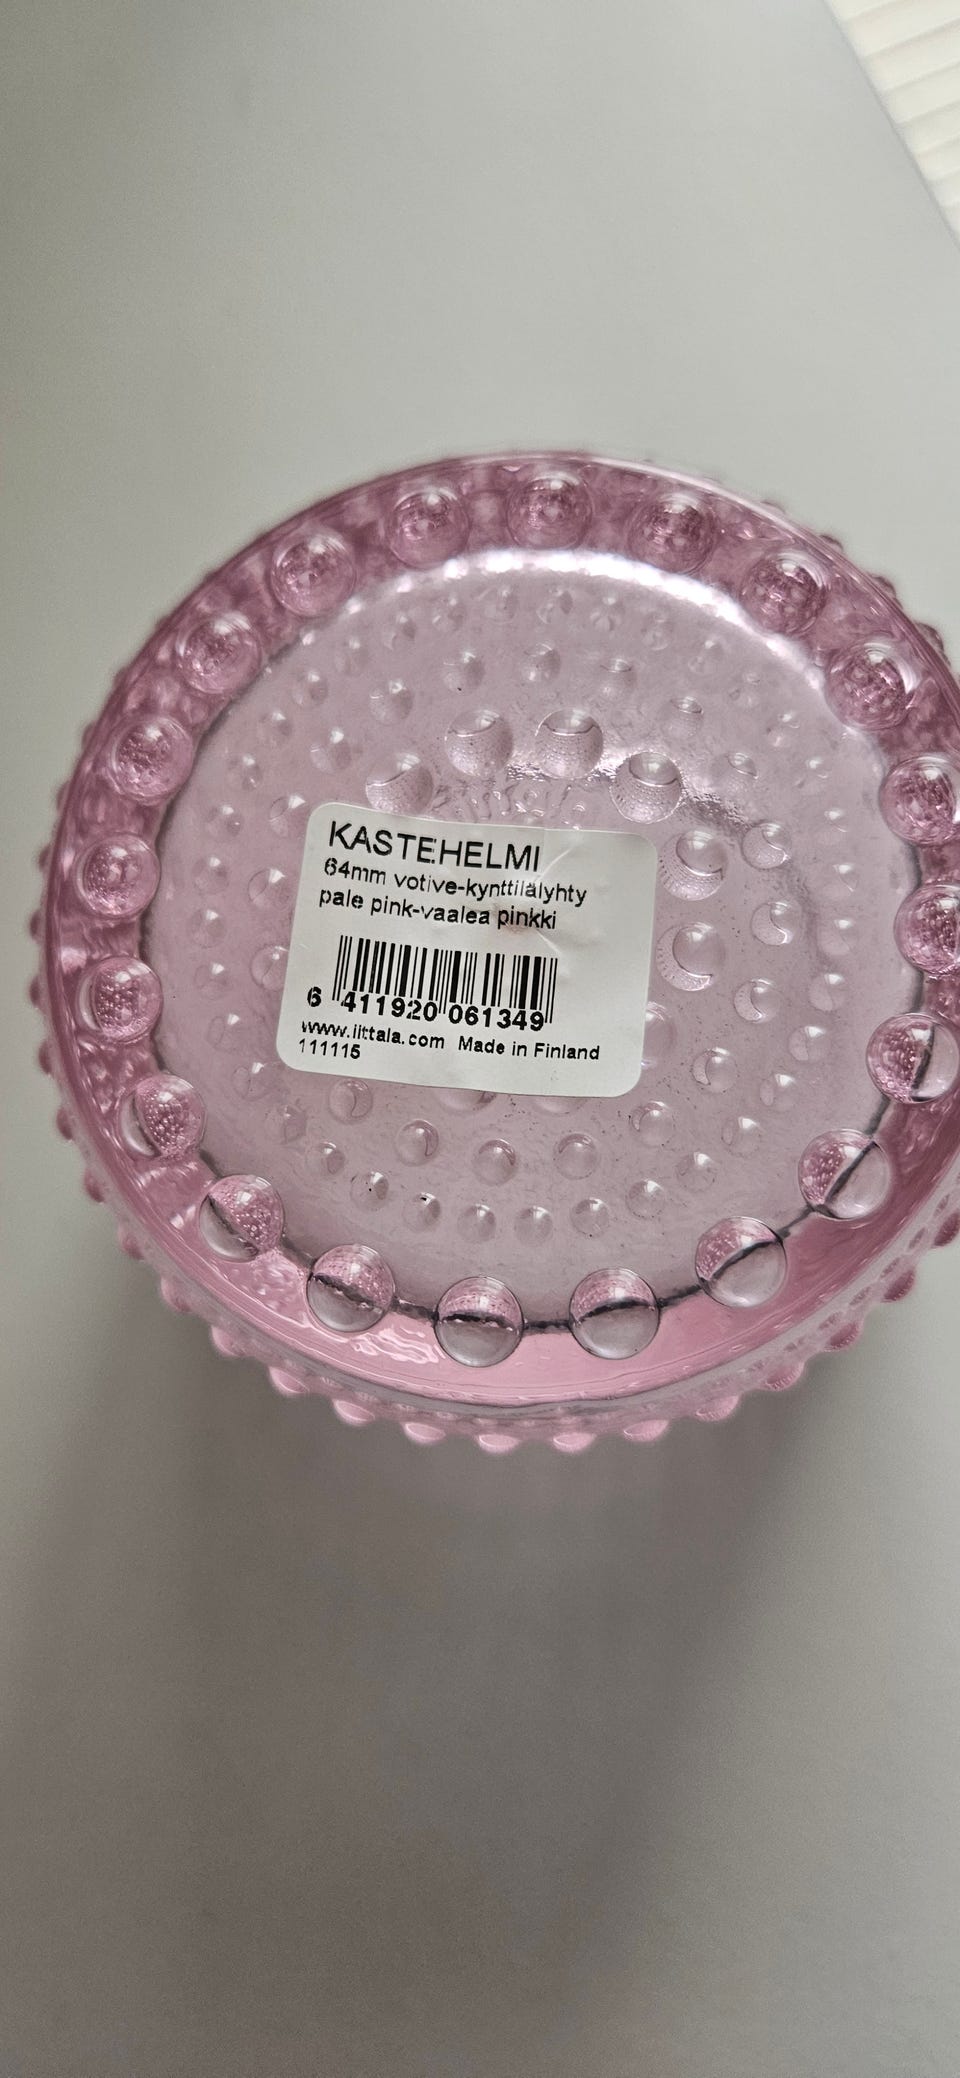 KASTEHELMI
64mm votive-kynttilälyhty
pale pink-vaalea pinkki
6 411920 061349
www.iittala.com Made in Finland
111115